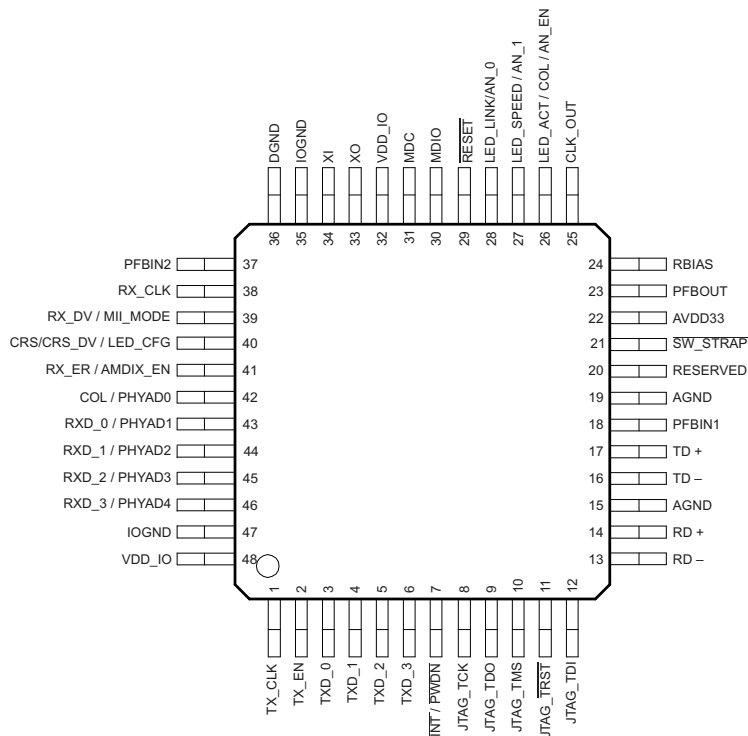 DGND
IOGND
XI
XO
VDD_IO
MDC
MDIO
RESET
LED_LINK/AN_0
LED_SPEED / AN_1
LED_ACT / COL / AN_EN
CLK_OUT
36
35
34
33
32
31
30
29
28
27
26
25
PFBIN2
37
24
RBIAS
RX_CLK
38
23
PFBOUT
RX_DV / MII_MODE
39
22
AVDD33
CRS/CRS_DV / LED_CFG
40
21
SW_STRAP
RX_ER / AMDIX_EN
41
20
RESERVED
COL / PHYAD0
42
19
AGND
RXD_0 / PHYAD1
43
18
PFBIN1
RXD_1 / PHYAD2
44
17
TD +
RXD_2 / PHYAD3
45
16
TD –
RXD_3 / PHYAD4
46
15
AGND
IOGND
47
14
RD +
VDD_IO
48
13
RD –
1
2
3
4
5
6
7
8
9
10
11
12
TX_CLK
TX_EN
TXD_0
TXD_1
TXD_2
TXD_3
INT / PWDN
JTAG_TCK
JTAG_TDO
JTAG_TMS
JTAG_TRST
JTAG_TDI